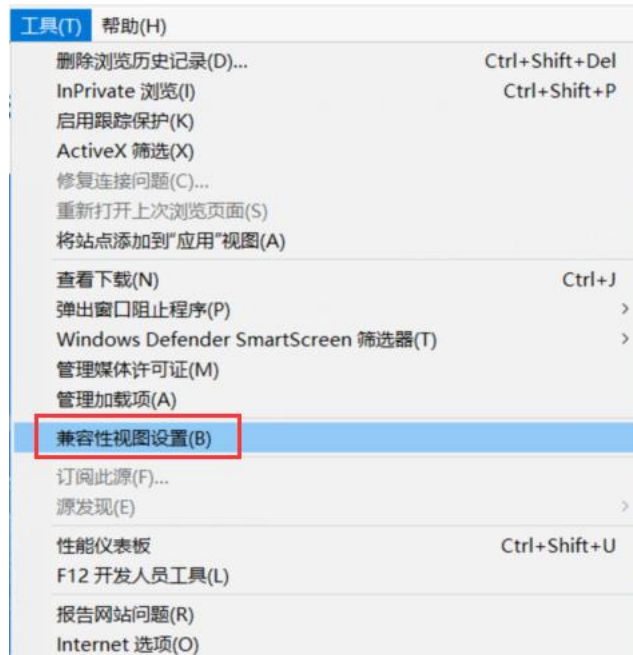 工具(T) 帮助(H)
删除浏览历史记录(D)... Ctrl+Shift+Del
InPrivate 浏览(I) Ctrl+Shift+P
启用跟踪保护(K)
ActiveX 筛选(X)
修复连接问题(C)...
重新打开上次浏览页面(S)
将站点添加到“应用”视图(A)
查看下载(N) Ctrl+J
弹出窗口阻止程序(P)
Windows Defender SmartScreen 筛选器(T)
管理媒体许可证(M)
管理加载项(A)
兼容性视图设置(B)
订阅此源(F)...
源发现(E)
性能仪表板 Ctrl+Shift+U
F12 开发人员工具(L)
报告网站问题(R)
Internet 选项(O)